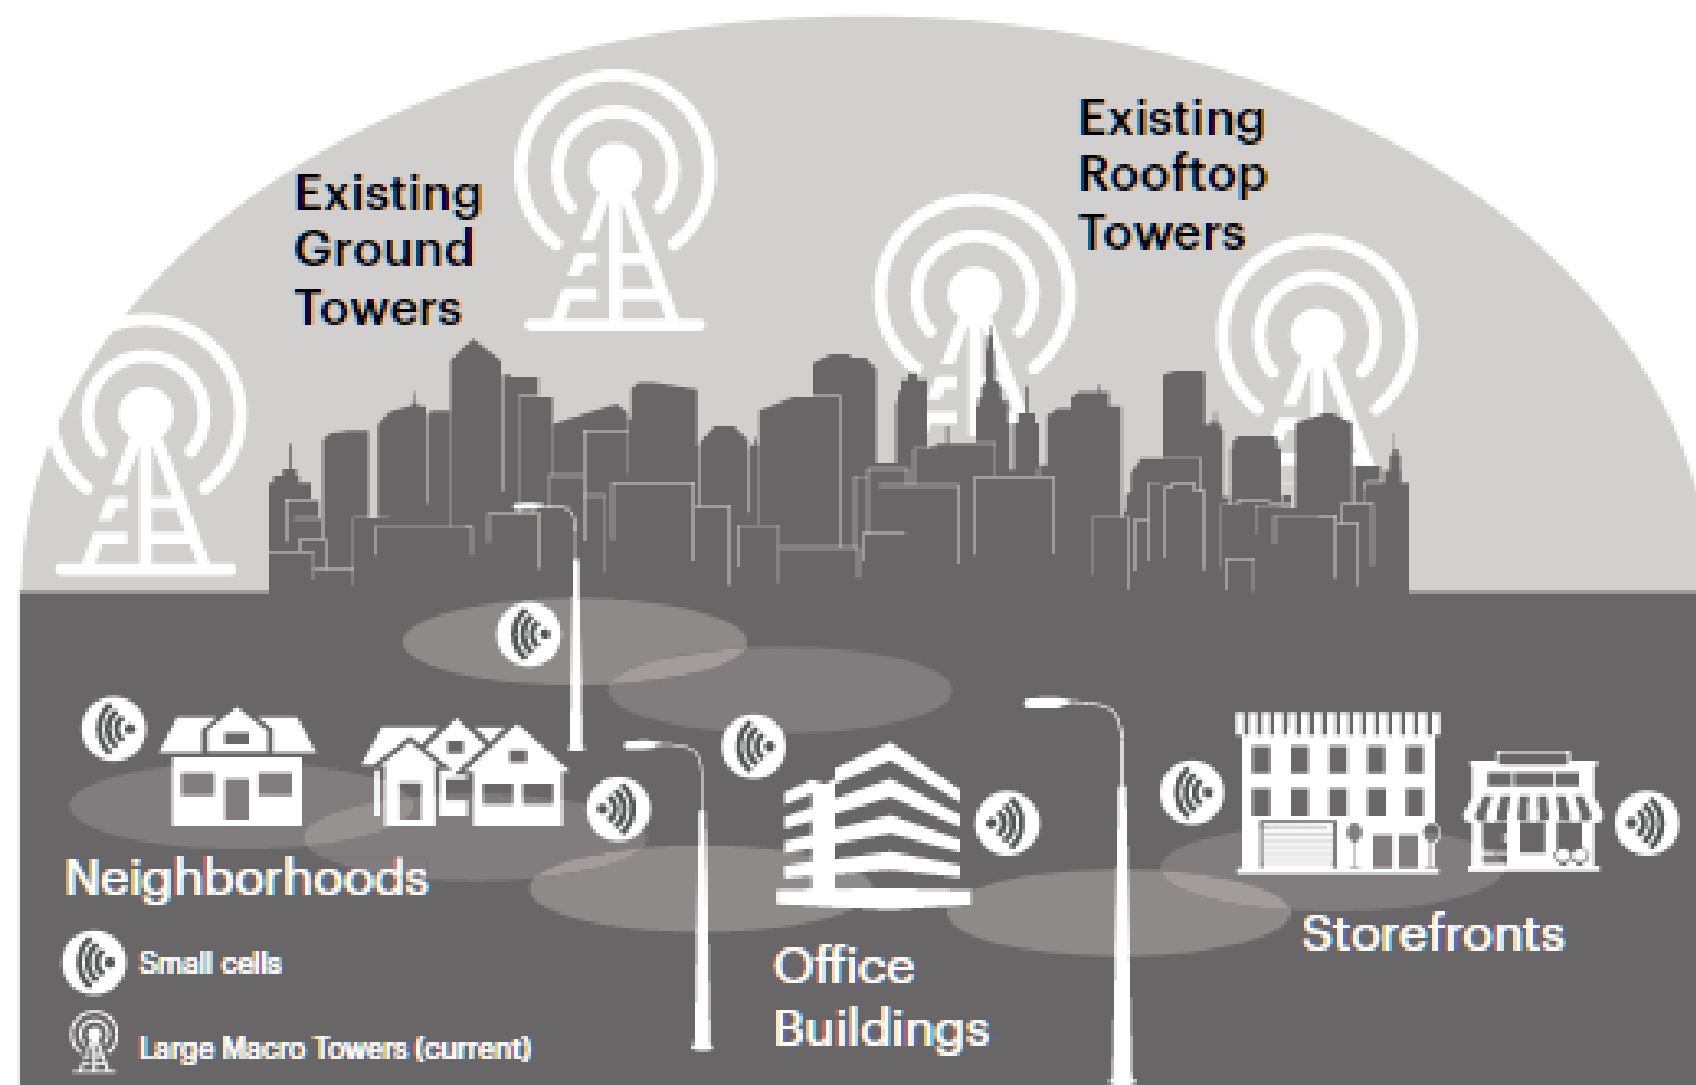 Existing
Ground
Towers
Existing
Rooftop
Towers
Neighborhoods
Small cells
Large Macro Towers (current)
Office
Buildings
Storefronts